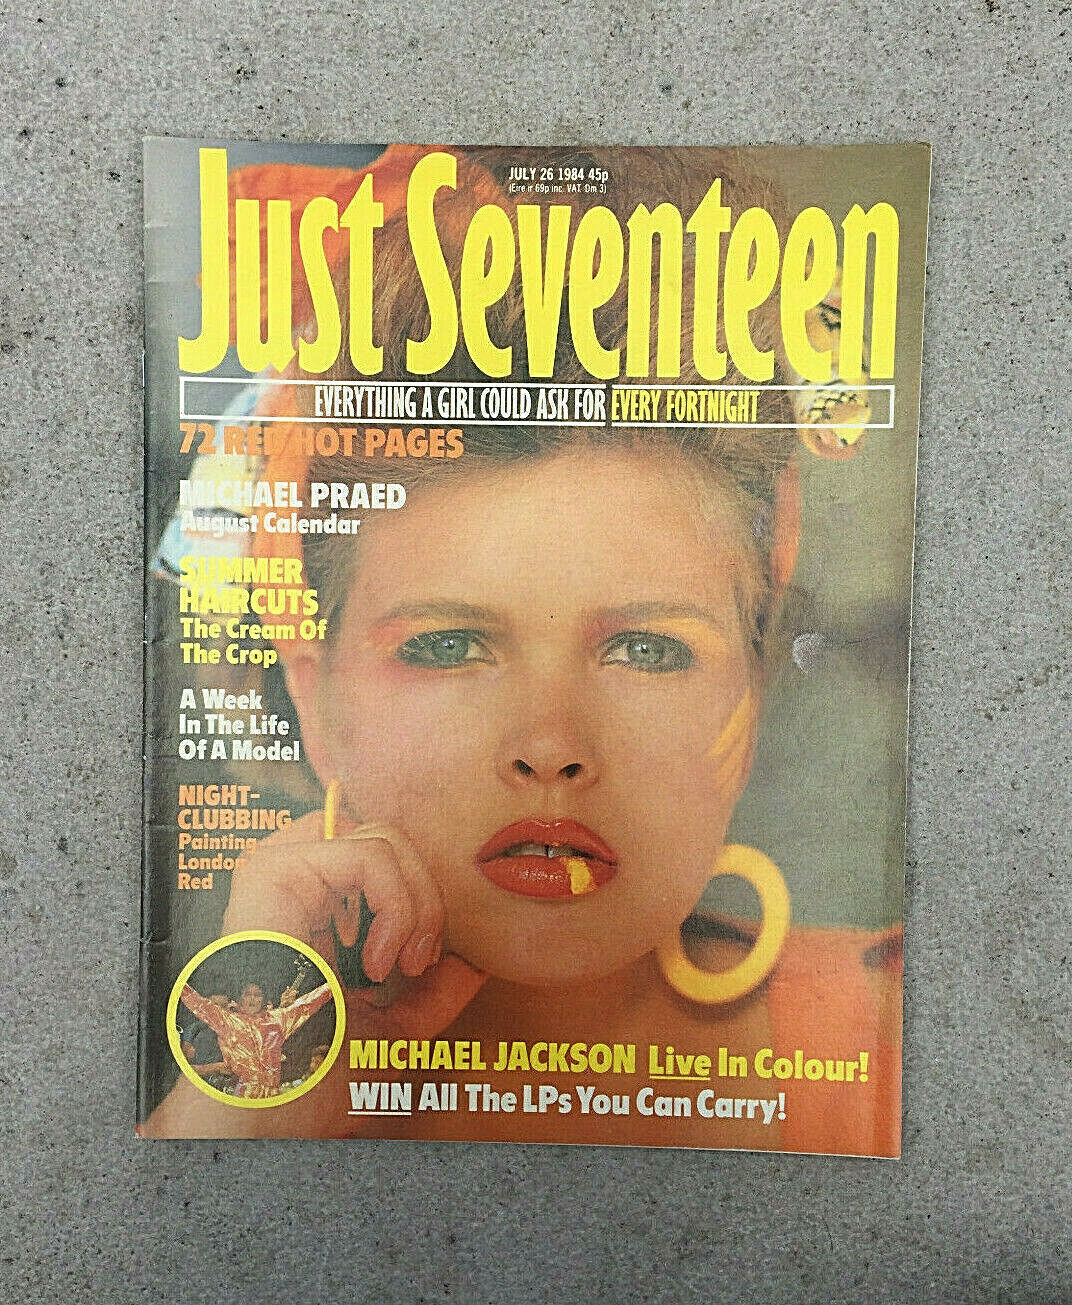 JULY 26 1984 45p
(Eire ir 69p inc. VAT. Dm 3)
Just Seventeen
EVERYTHING A GIRL COULD ASK FOR EVERY FORTNIGHT
72 RED HOT PAGES
MICHAEL PRAED
August Calendar
SUMMER
HAIRCUTS
The Cream Of
The Crop
A Week
In The Life
Of A Model
NIGHT-
CLUBBING
Painting
London
Red
MICHAEL JACKSON Live In Colour!
WIN All The LPs You Can Carry!